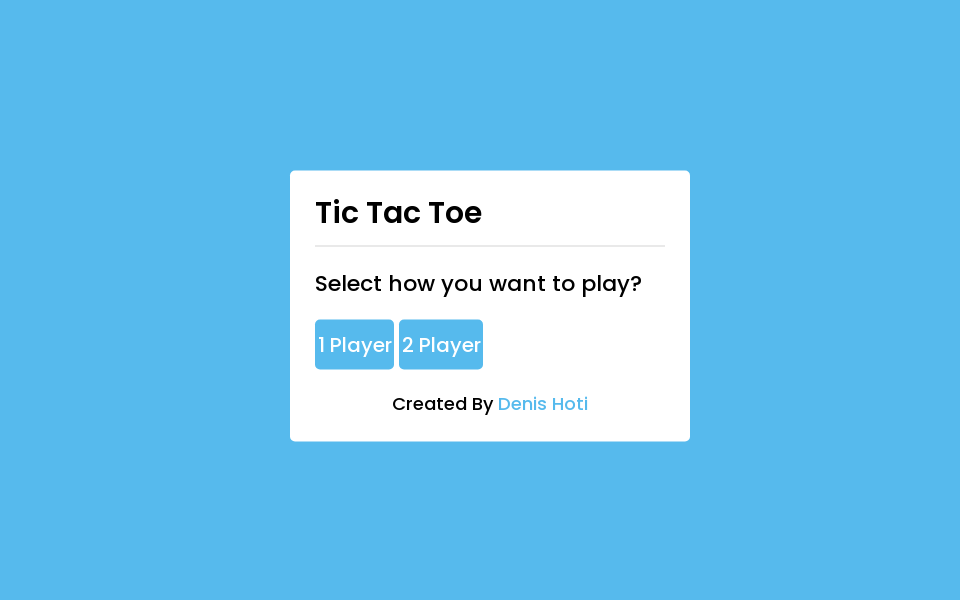 Tic Tac Toe
Select how you want to play?
1 Player 2 Player
Created By Denis Hoti